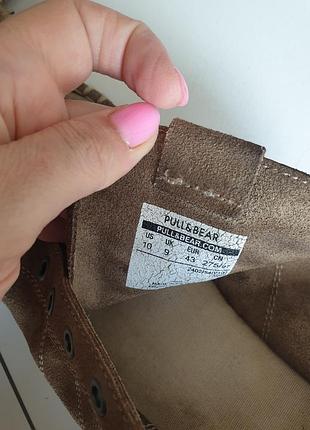 PULL&BEAR
PULL&BEAR.COM
US UK EUR CN
10 9 43 275/